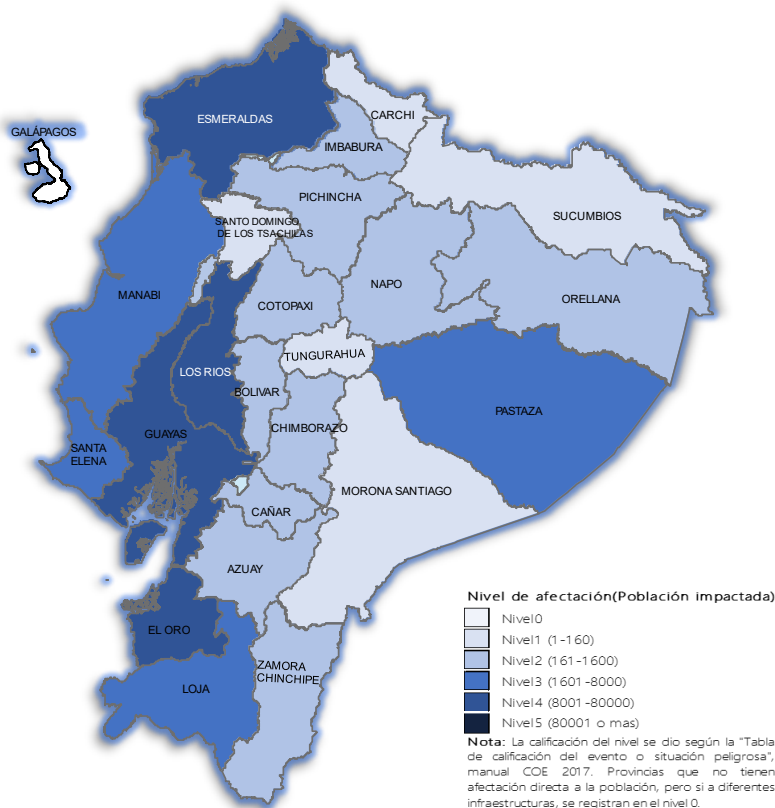 ESMERALDAS
CARCHI
GALÁPAGOS
IMBABURA
PICHINCHA
SUCUMBIOS
SANTO DOMINGO
DE LOS TSACHILAS
NAPO
MANABI
ORELLANA
COTOPAXI
TUNGURAHUA
LOS RIOS
BOLIVAR
PASTAZA
CHIMBORAZO
GUAYAS
SANTA
ELENA
MORONA SANTIAGO
CAÑAR
AZUAY
EL ORO
ZAMORA
CHINCHIPE
LOJA
Nivel de afectación(Población impactada)
Nivel0
Nivel1 (1-160)
Nivel2 (161-1600)
Nivel3 (1601-8000)
Nivel4 (8001-80000)
Nivel5 (80001 o mas)
Nota: La calificación del nivel se dio según la "Tabla
de calificación del evento o situación peligrosa",
manual COE 2017. Provincias que no tienen
afectación directa a la población, pero si a diferentes
infraestructuras, se registran en el nivel 0.